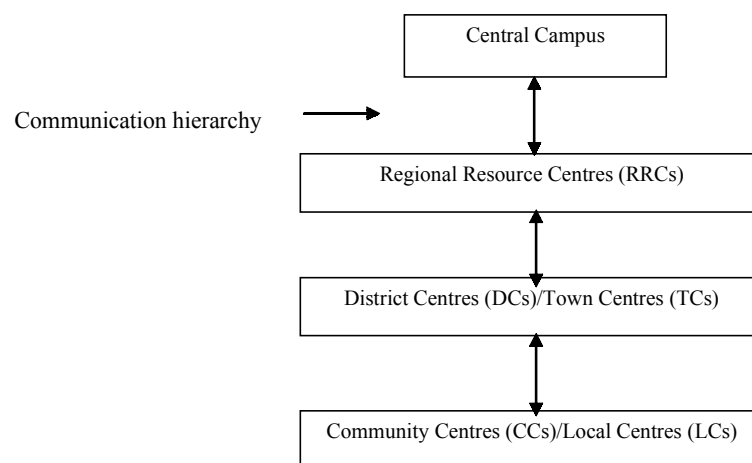 Central Campus
Communication hierarchy
Regional Resource Centres (RRCs)
District Centres (DCs)/Town Centres (TCs)
Community Centres (CCs)/Local Centres (LCs)